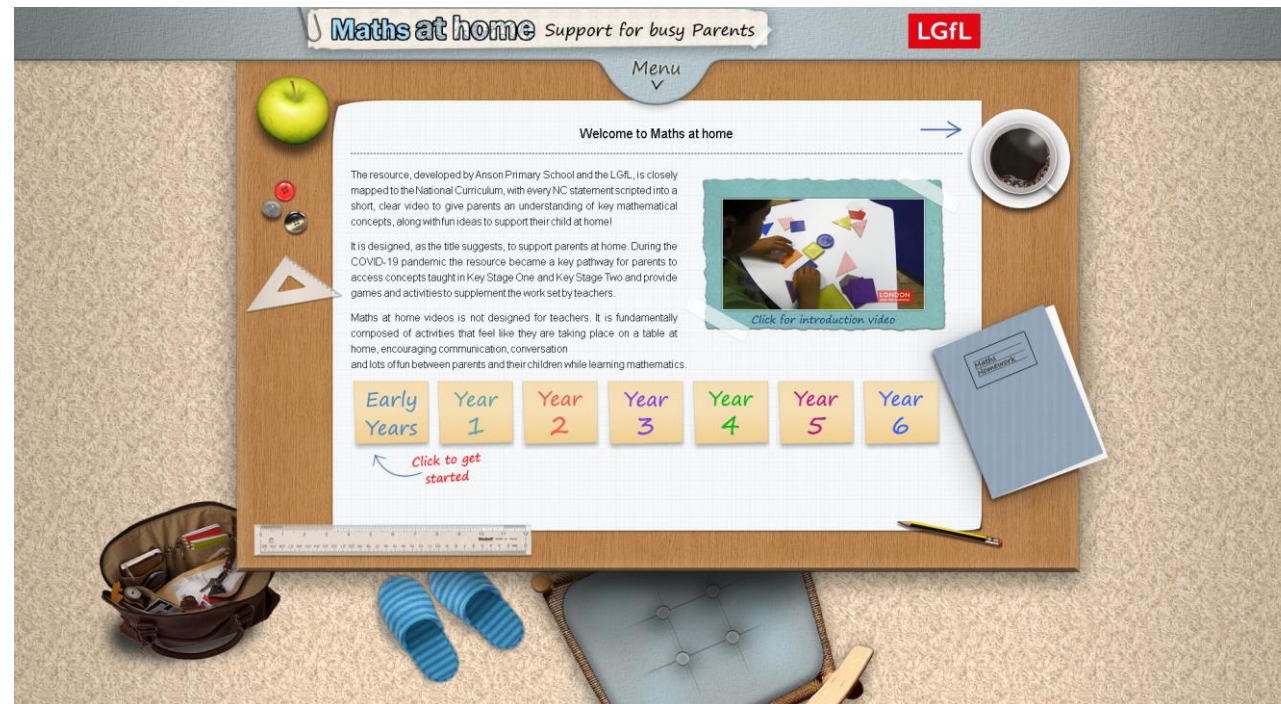 Maths at home Support for busy Parents
LGfL
Menu
Welcome to Maths at home
The resource, developed by Anson Primary School and the LGfL, is closely
mapped to the National Curriculum, with every NC statement scripted into a
short, clear video to give parents an understanding of key mathematical
concepts, along with fun ideas to support their child at home!
It is designed, as the title suggests, to support parents at home. During the
COVID-19 pandemic the resource became a key pathway for parents to
access concepts taught in Key Stage One and Key Stage Two and provide
games and activities to supplement the work set by teachers.
Maths at home videos is not designed for teachers. It is fundamentally
composed of activities that feel like they are taking place on a table at
home, encouraging communication, conversation
and lots of fun between parents and their children while learning mathematics.
LONDON
Click for introduction video
Maths
Homework
Early
Years
Year
1
Year
2
Year
3
Year
4
Year
5
Year
6
Click to get
started